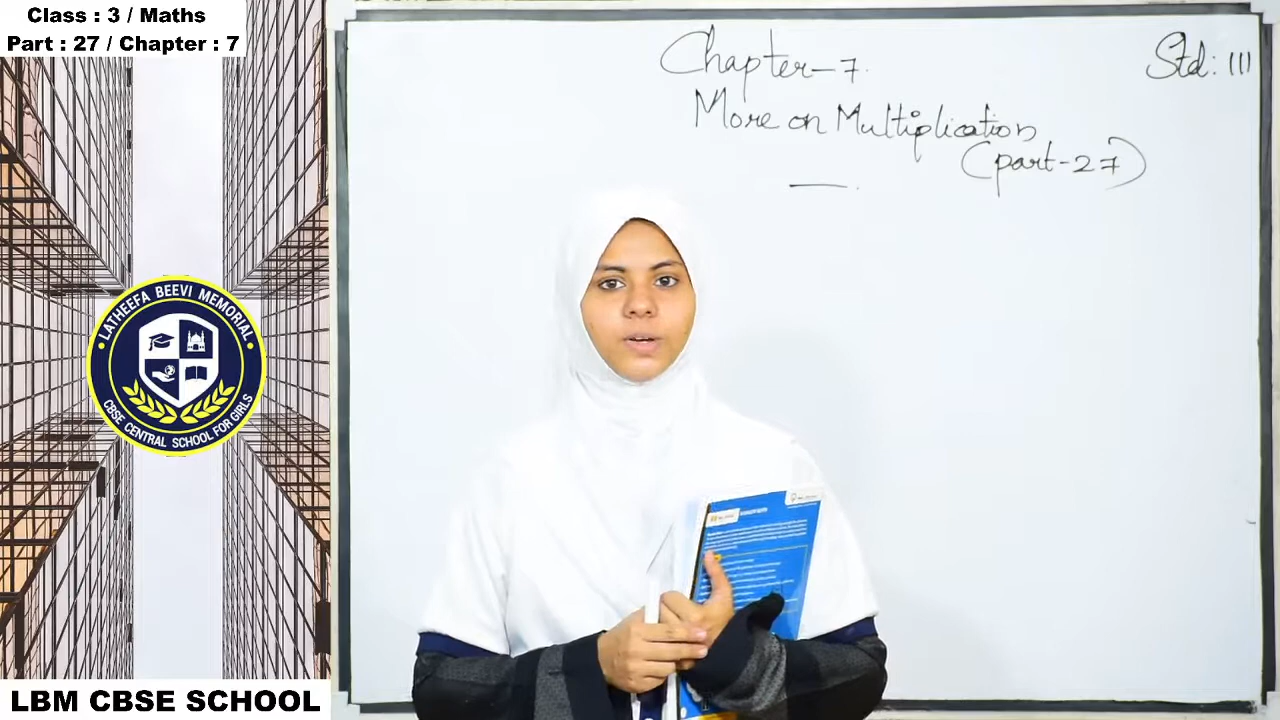 Class : 3 / Maths
Part : 27 / Chapter : 7
Chapter-7.
Std: III
More on Multiplication
(part-27)
LATHEEFA BEEVI MEMORIAL
CBSE CENTRAL SCHOOL FOR GIRLS
LBM CBSE SCHOOL